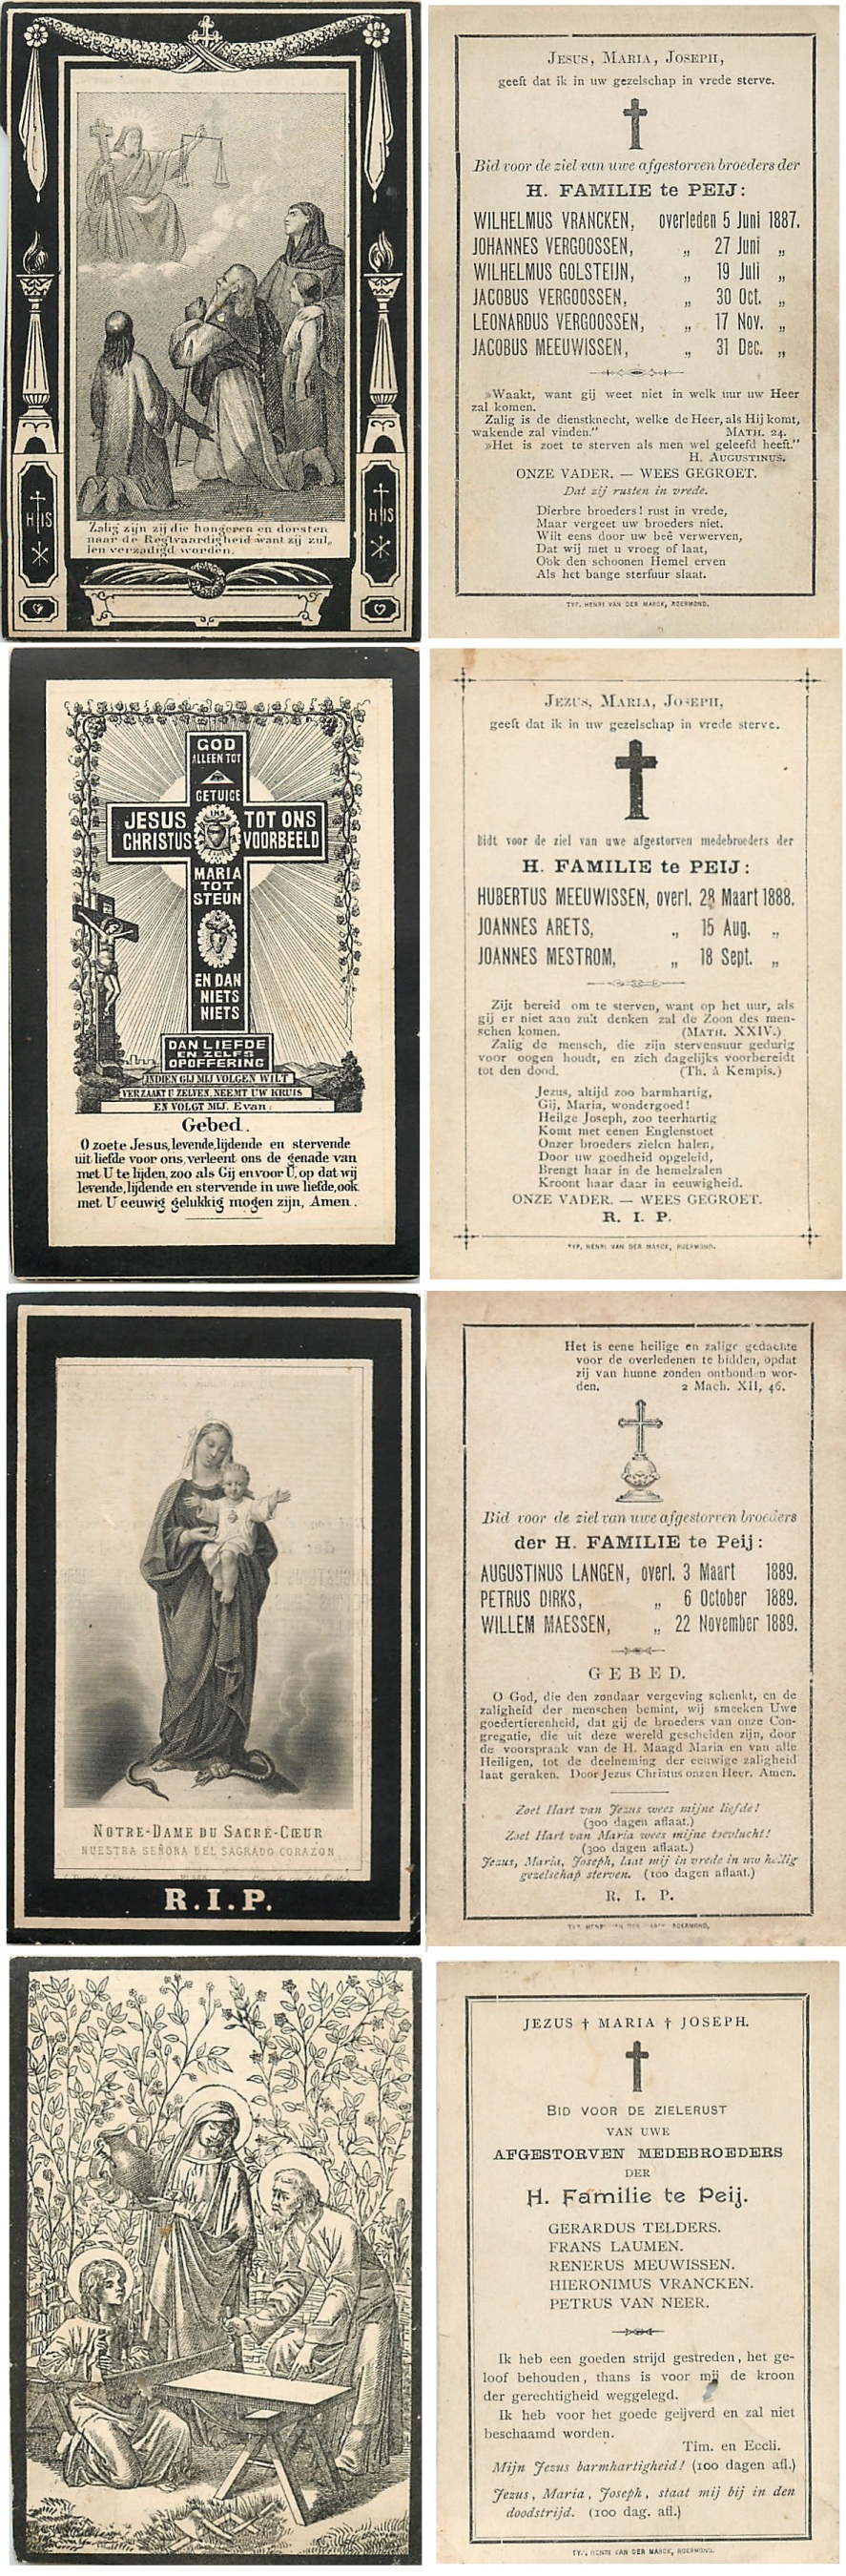 Zalig zijn zij die hongeren en dorsten
naar de Regtvaardigheid want zij zul,,
len verzadigd worden.
JESUS, MARIA, JOSEPH,
geeft dat ik in uw gezelschap in vrede sterve.
Bid voor de ziel van uwe afgestorven broeders der
H. FAMILIE te PEIJ:
WILHELMUS VRANCKEN, overleden 5 Juni 1887.
JOHANNES VERGOOSSEN, „ 27 Juni „
WILHELMUS GOLSTEIJN, „ 19 Juli „
JACOBUS VERGOOSSEN, „ 30 Oct. „
LEONARDUS VERGOOSSEN, „ 17 Nov. „
JACOBUS MEEUWISSEN, „ 31 Dec. „
»Waakt, want gij weet niet in welk uur uw Heer
zal komen.
Zalig is de dienstknecht, welke de Heer, als Hij komt,
wakende zal vinden." MATH. 24.
»Het is zoet te sterven als men wel geleefd heeft."
H. AUGUSTINUS.
ONZE VADER. — WEES GEGROET.
Dat zij rusten in vrede.
Dierbre broeders! rust in vrede,
Maar vergeet uw broeders niet.
Wilt eens door uw beê verwerven,
Dat wij met u vroeg of laat,
Ook den schoonen Hemel erven
Als het bange sterfuur slaat.
TYP. HENRI VAN DER MARCK, ROERMOND.
GOD
ALLEEN TOT
GETUIGE
JESUS TOT ONS
CHRISTUS VOORBEELD
IHS
MARIA
TOT
STEUN
EN DAN
NIETS
NIETS
DAN LIEFDE
EN ZELFS
OPOFFERING
INDIEN GIJ MIJ VOLGEN WILT
VERZAAKT U ZELVEN, NEEMT UW KRUIS
EN VOLGT MIJ. Evan:
Gebed.
O zoete Jesus, levende, lijdende en stervende
uit liefde voor ons, verleent ons de genade van
met U te lijden, zoo als Gij en voor U, op dat wij
levende, lijdende en stervende in uwe liefde, ook
met U eeuwig gelukkig mogen zijn, Amen.
JEZUS, MARIA, JOSEPH,
geeft dat ik in uw gezelschap in vrede sterve.
Bidt voor de ziel van uwe afgestorven medebroeders der
H. FAMILIE te PEIJ:
HUBERTUS MEEUWISSEN, overl. 28 Maart 1888.
JOANNES ARETS, „ 15 Aug. „
JOANNES MESTROM, „ 18 Sept. „
Zijt bereid om te sterven, want op het uur, als
gij er niet aan zult denken zal de Zoon des men-
schen komen. (MATH. XXIV.)
Zalig de mensch, die zijn stervensuur gedurig
voor oogen houdt, en zich dagelijks voorbereidt
tot den dood. (Th. à Kempis.)
Jezus, altijd zoo barmhartig,
Gij, Maria, wondergoed!
Heilge Joseph, zoo teerhartig
Komt met eenen Englenstoet
Onzer broeders zielen halen,
Door uw goedheid opgeleid,
Brengt haar in de hemelzalen
Kroont haar daar in eeuwigheid.
ONZE VADER. — WEES GEGROET.
R. I. P.
TYP. HENRI VAN DER MARCK, ROERMOND.
NOTRE-DAME DU SACRÉ-CŒUR
NUESTRA SEÑORA DEL SAGRADO CORAZON
R.I.P.
Het is eene heilige en zalige gedachte
voor de overledenen te bidden, opdat
zij van hunne zonden ontbonden wor-
den. 2 Mach. XII, 46.
Bid voor de ziel van uwe afgestorven broeders
der H. FAMILIE te Peij:
AUGUSTINUS LANGEN, overl. 3 Maart 1889.
PETRUS DIRKS, „ 6 October 1889.
WILLEM MAESSEN, „ 22 November 1889.
GEBED.
O God, die den zondaar vergeving schenkt, en de
zaligheid der menschen bemint, wij smeeken Uwe
goedertierenheid, dat gij de broeders van onze Con-
gregatie, die uit deze wereld gescheiden zijn, door
de voorspraak van de H. Maagd Maria en van alle
Heiligen, tot de deelneming der eeuwige zaligheid
laat geraken. Door Jezus Christus onzen Heer. Amen.
Zoet Hart van Jezus wees mijne liefde!
(300 dagen aflaat.)
Zoet Hart van Maria wees mijne toevlucht!
(300 dagen aflaat.)
Jezus, Maria, Joseph, laat mij in vrede in uw heilig
gezelschap sterven. (100 dagen aflaat.)
R. I. P.
JEZUS † MARIA † JOSEPH.
BID VOOR DE ZIELERUST
VAN UWE
AFGESTORVEN MEDEBROEDERS
DER
H. Familie te Peij.
GERARDUS TELDERS.
FRANS LAUMEN.
RENERUS MEUWISSEN.
HIERONIMUS VRANCKEN.
PETRUS VAN NEER.
Ik heb een goeden strijd gestreden, het ge-
loof behouden, thans is voor mij de kroon
der gerechtigheid weggelegd.
Ik heb voor het goede geijverd en zal niet
beschaamd worden.
Tim. en Eccli.
Mijn Jezus barmhartigheid! (100 dagen afl.)
Jezus, Maria, Joseph, staat mij bij in den
doodstrijd. (100 dag. afl.)
TYP. HENRI VAN DER MARCK, ROERMOND.